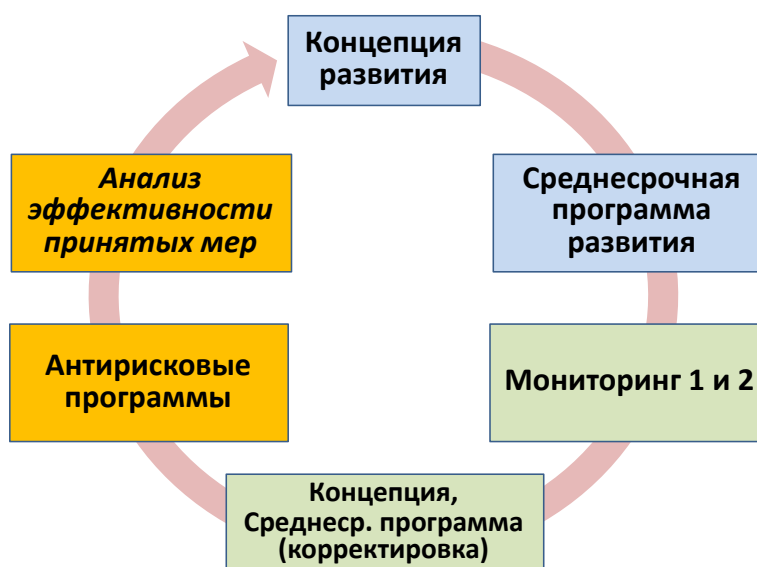 Концепция
развития
Среднесрочная
программа
развития
Мониторинг 1 и 2
Концепция,
Среднеср. программа
(корректировка)
Антирисковые
программы
Анализ
эффективности
принятых мер